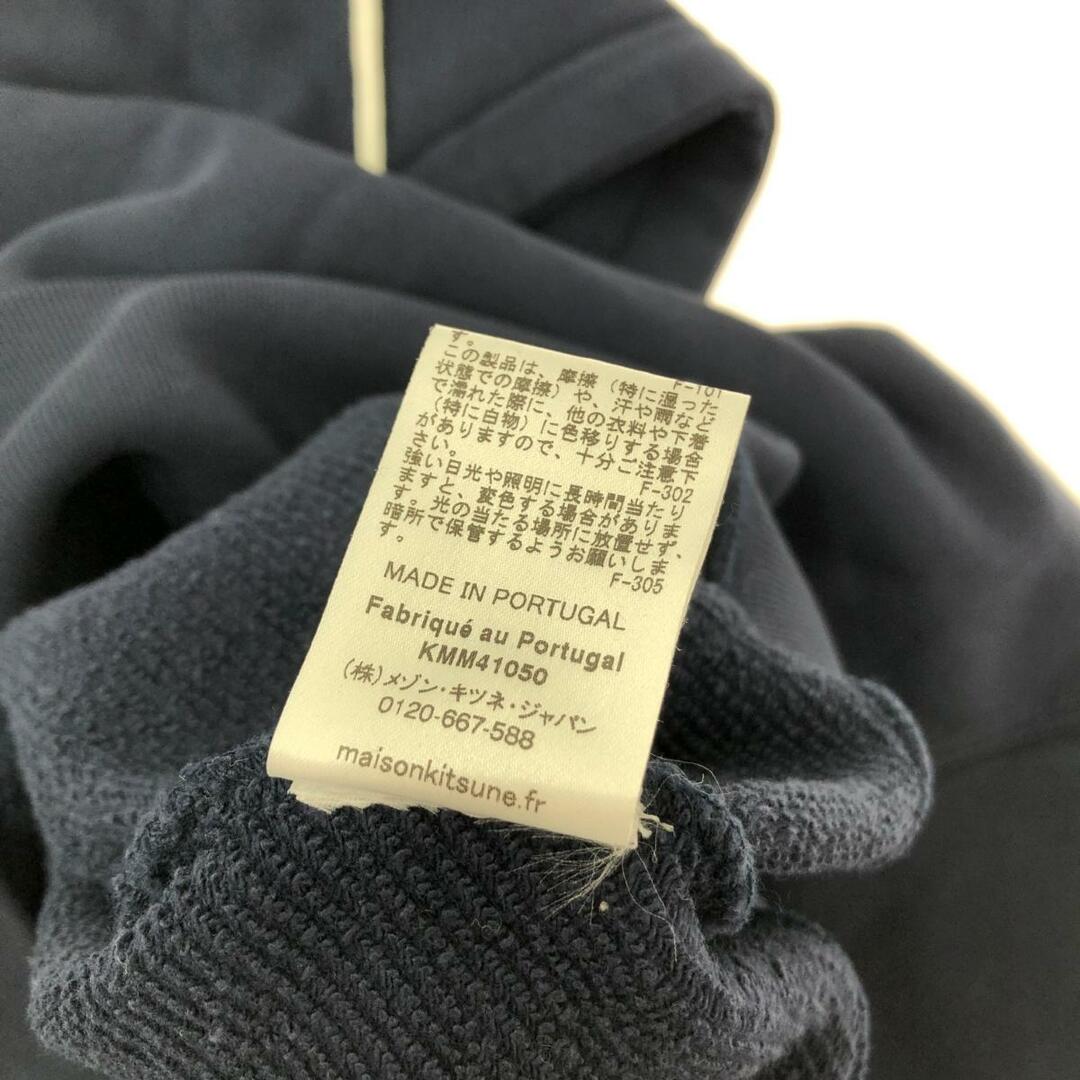 す。
F-101
この製品は、摩擦（特に湿った
状態での摩擦）や、汗や雨など
で濡れた際に、他の衣料や下着
（特に白物）に色移りする場合
がありますので、十分ご注意下
さい。
F-302
強い日光や照明に長時間当たり
ますと、変色する場合がありま
す。光の当たる場所に放置せず、
暗所で保管するようお願いしま
す。
F-305
MADE IN PORTUGAL
Fabriqué au Portugal
KMM41050
（株）メゾン・キツネ・ジャパン
0120-667-588
maisonkitsune.fr